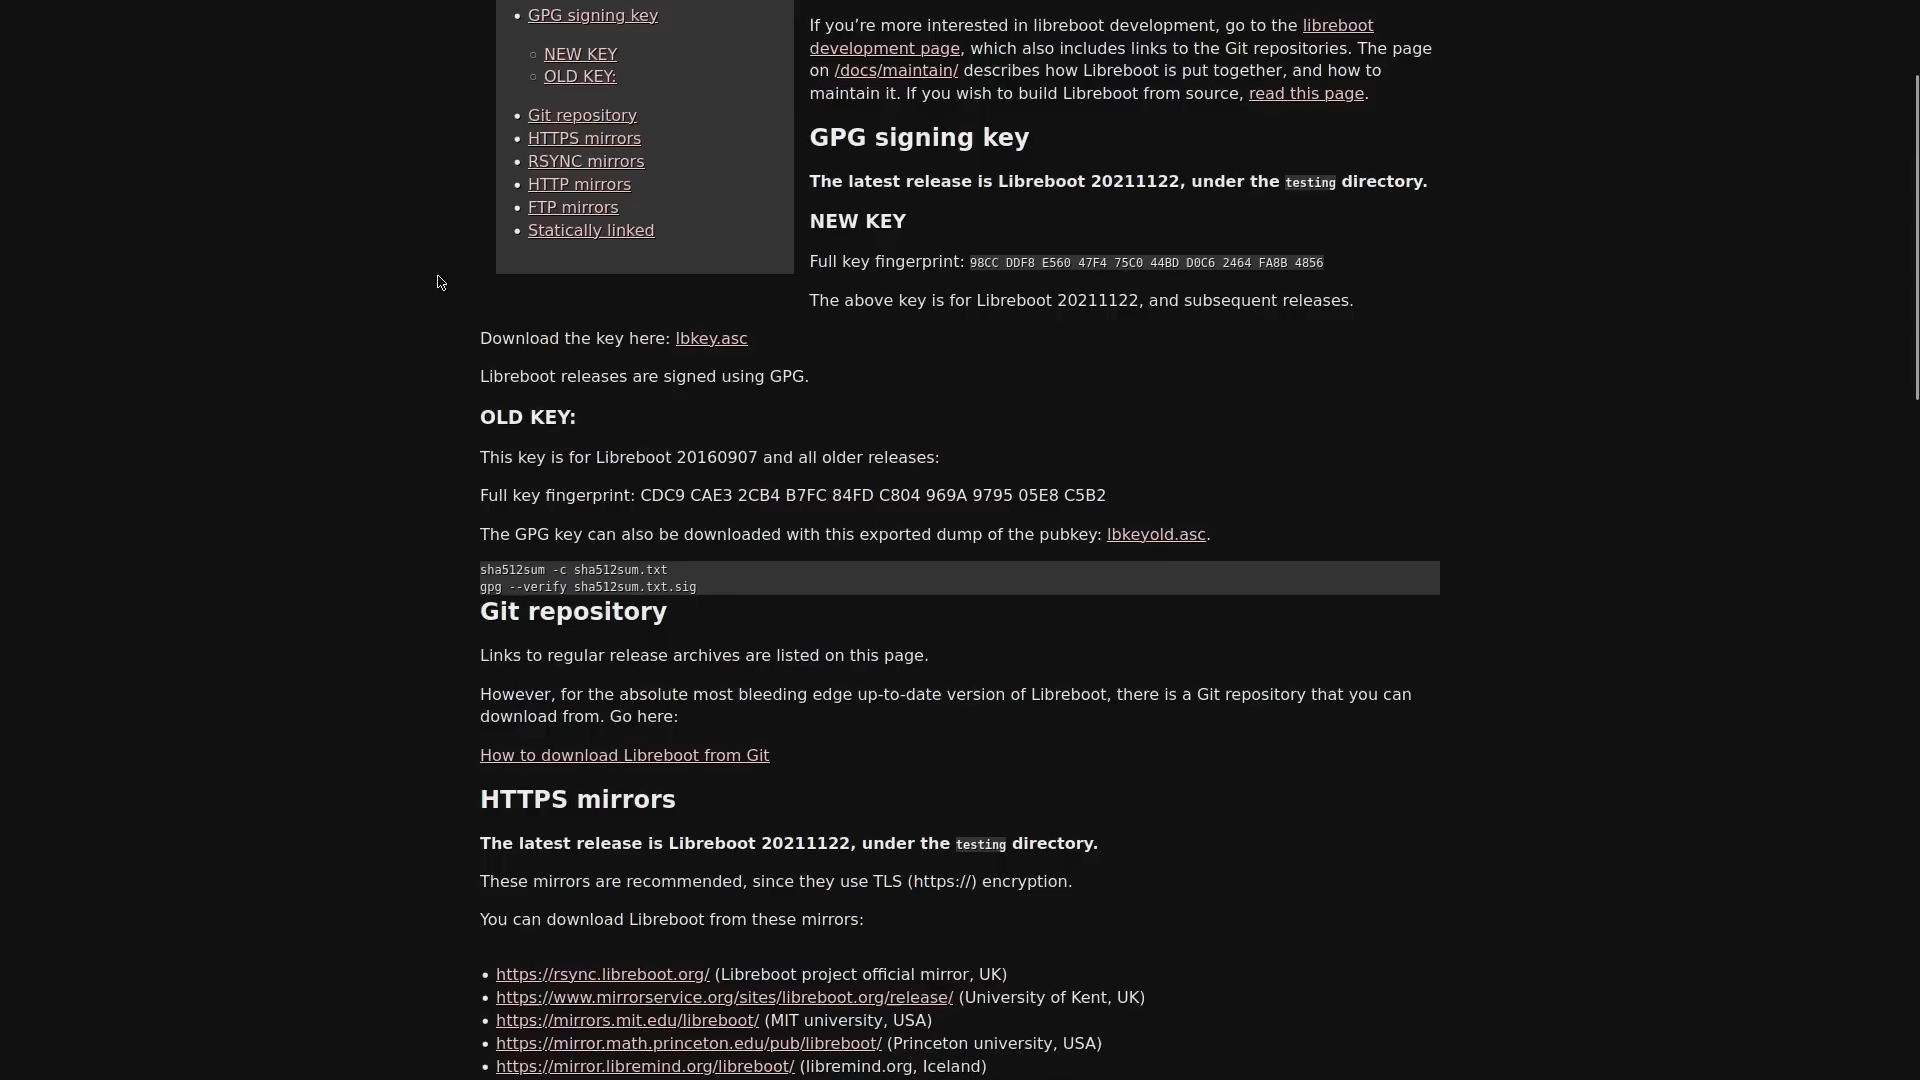 GPG signing key
NEW KEY
OLD KEY:
Git repository
HTTPS mirrors
RSYNC mirrors
HTTP mirrors
FTP mirrors
Statically linked
If you’re more interested in libreboot development, go to the libreboot
development page, which also includes links to the Git repositories. The page
on /docs/maintain/ describes how Libreboot is put together, and how to
maintain it. If you wish to build Libreboot from source, read this page.
GPG signing key
The latest release is Libreboot 20211122, under the testing directory.
NEW KEY
Full key fingerprint: 98CC DDF8 E560 47F4 75C0 44BD D0C6 2464 FA8B 4856
The above key is for Libreboot 20211122, and subsequent releases.
Download the key here: lbkey.asc
Libreboot releases are signed using GPG.
OLD KEY:
This key is for Libreboot 20160907 and all older releases:
Full key fingerprint: CDC9 CAE3 2CB4 B7FC 84FD C804 969A 9795 05E8 C5B2
The GPG key can also be downloaded with this exported dump of the pubkey: lbkeyold.asc.
sha512sum -c sha512sum.txt
gpg --verify sha512sum.txt.sig
Git repository
Links to regular release archives are listed on this page.
However, for the absolute most bleeding edge up-to-date version of Libreboot, there is a Git repository that you can
download from. Go here:
How to download Libreboot from Git
HTTPS mirrors
The latest release is Libreboot 20211122, under the testing directory.
These mirrors are recommended, since they use TLS (https://) encryption.
You can download Libreboot from these mirrors:
https://rsync.libreboot.org/ (Libreboot project official mirror, UK)
https://www.mirrorservice.org/sites/libreboot.org/release/ (University of Kent, UK)
https://mirrors.mit.edu/libreboot/ (MIT university, USA)
https://mirror.math.princeton.edu/pub/libreboot/ (Princeton university, USA)
https://mirror.libremind.org/libreboot/ (libremind.org, Iceland)